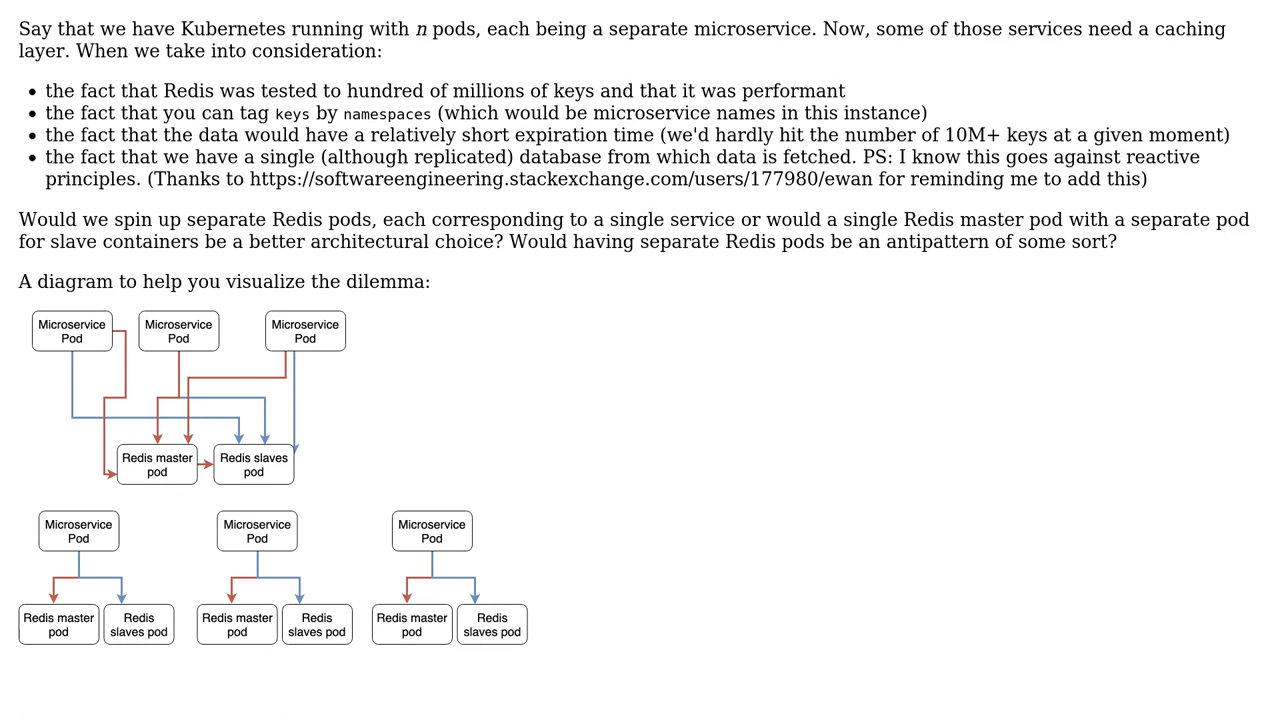 Say that we have Kubernetes running with n pods, each being a separate microservice. Now, some of those services need a caching
layer. When we take into consideration:
• the fact that Redis was tested to hundred of millions of keys and that it was performant
• the fact that you can tag keys by namespaces (which would be microservice names in this instance)
• the fact that the data would have a relatively short expiration time (we'd hardly hit the number of 10M+ keys at a given moment)
• the fact that we have a single (although replicated) database from which data is fetched. PS: I know this goes against reactive
principles. (Thanks to https://softwareengineering.stackexchange.com/users/177980/ewan for reminding me to add this)
Would we spin up separate Redis pods, each corresponding to a single service or would a single Redis master pod with a separate pod
for slave containers be a better architectural choice? Would having separate Redis pods be an antipattern of some sort?
A diagram to help you visualize the dilemma:
Microservice
Pod
Microservice
Pod
Microservice
Pod
Redis master
pod
Redis slaves
pod
Microservice
Pod
Microservice
Pod
Microservice
Pod
Redis master
pod
Redis
slaves pod
Redis master
pod
Redis
slaves pod
Redis master
pod
Redis
slaves pod